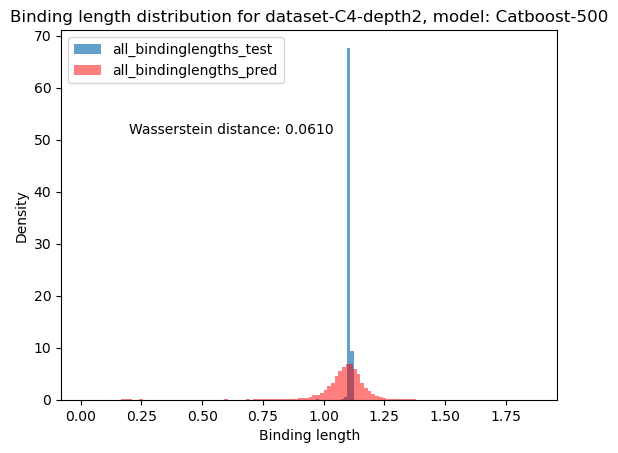 Binding length distribution for dataset-C4-depth2, model: Catboost-500
all_bindinglengths_test
all_bindinglengths_pred
Wasserstein distance: 0.0610
Density
70
60
50
40
30
20
10
0
0.00 0.25 0.50 0.75 1.00 1.25 1.50 1.75
Binding length